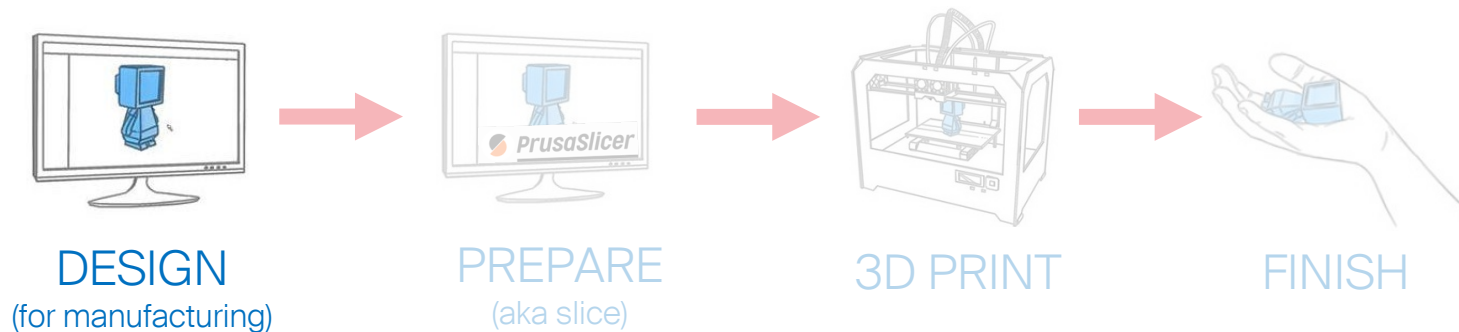 PrusaSlicer
DESIGN
(for manufacturing)
PREPARE
(aka slice)
3D PRINT
FINISH